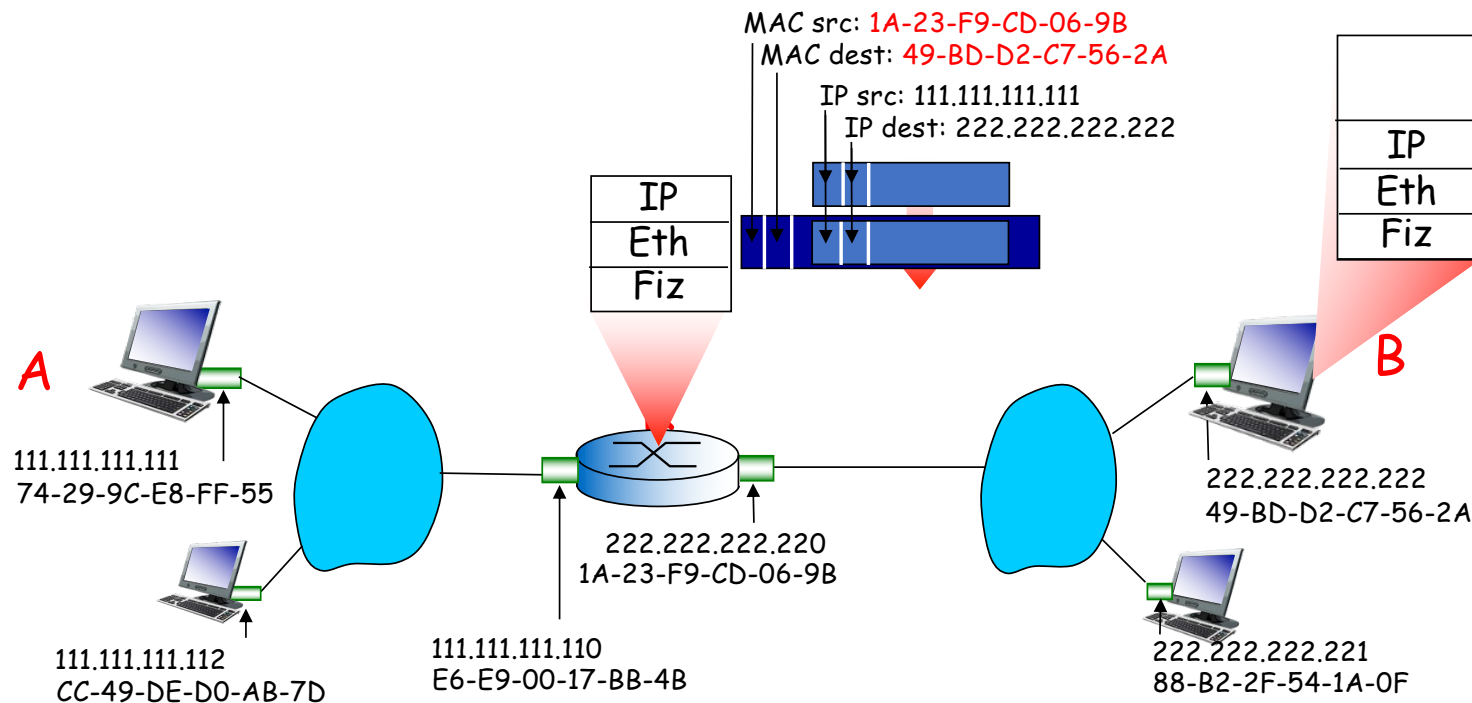 MAC src: 1A-23-F9-CD-06-9B
MAC dest: 49-BD-D2-C7-56-2A
IP src: 111.111.111.111
IP dest: 222.222.222.222
IP
Eth
Fiz
IP
Eth
Fiz
A
B
111.111.111.111
74-29-9C-E8-FF-55
222.222.222.222
49-BD-D2-C7-56-2A
222.222.222.220
1A-23-F9-CD-06-9B
111.111.111.112
CC-49-DE-D0-AB-7D
111.111.111.110
E6-E9-00-17-BB-4B
222.222.222.221
88-B2-2F-54-1A-0F